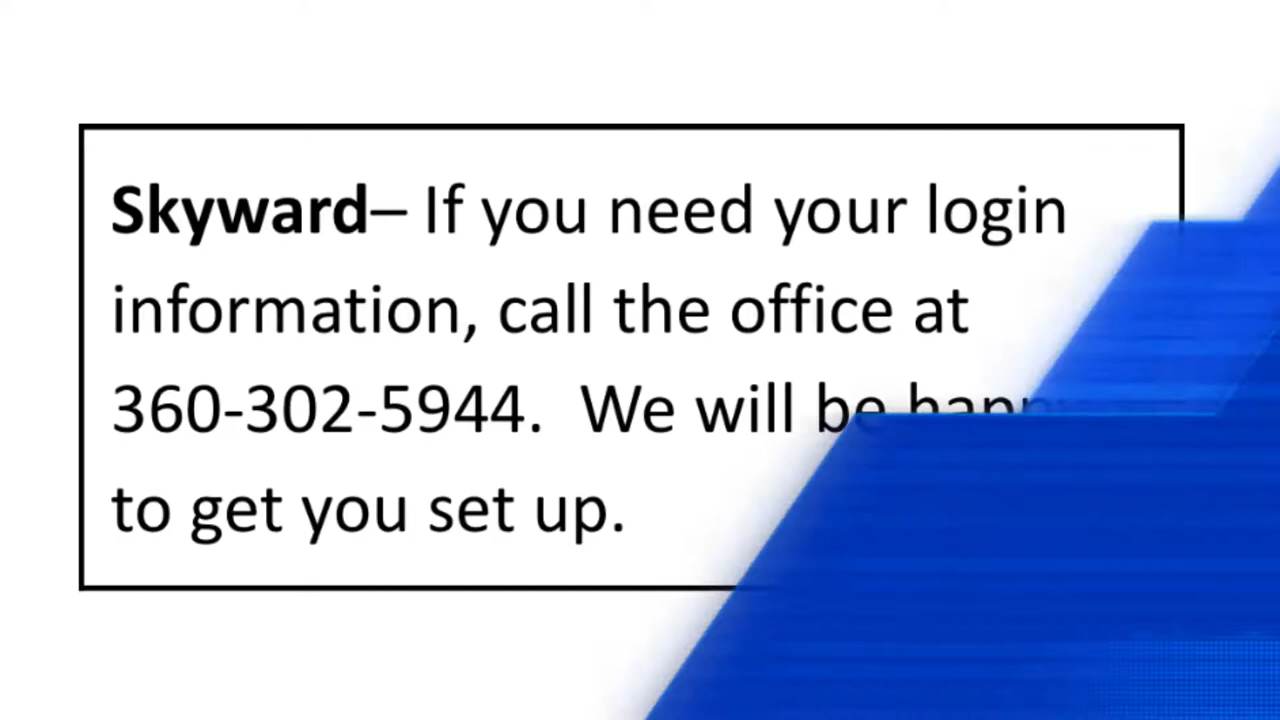 Skyward– If you need your login
information, call the office at
360-302-5944.  We will be happy
to get you set up.